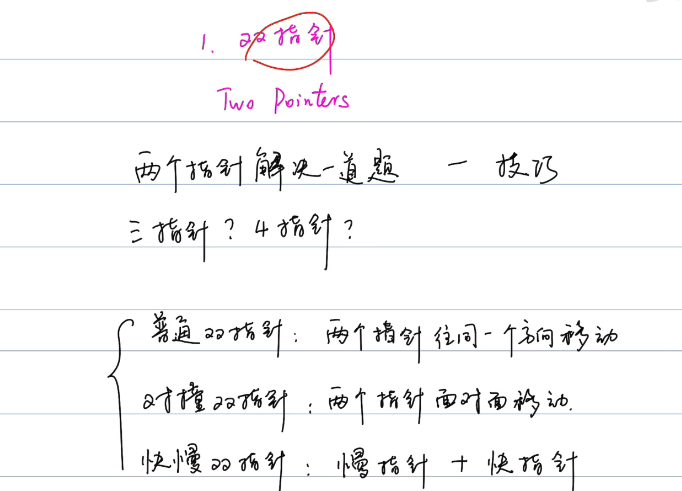 1. 双指针
Two Pointers
两个指针解决一道题 — 技巧
三指针? 4指针?
普通双指针: 两个指针往同一个方向移动
对撞双指针: 两个指针面对面移动.
快慢双指针: 慢指针 + 快指针